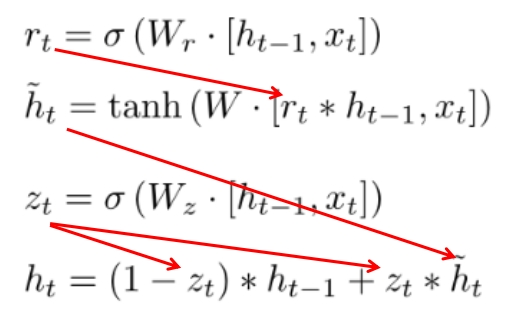 r_t = σ (W_r · [h_{t−1}, x_t])
h̃_t = tanh (W · [r_t * h_{t−1}, x_t])
z_t = σ (W_z · [h_{t−1}, x_t])
h_t = (1 − z_t) * h_{t−1} + z_t * h̃_t